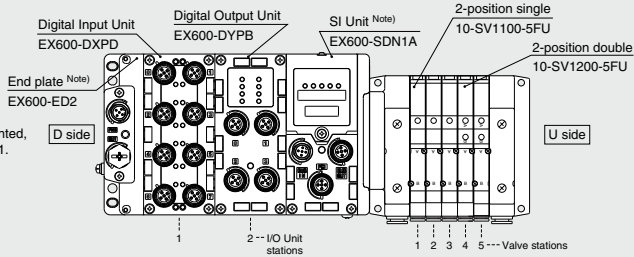 Digital Input Unit
EX600-DXPD
Digital Output Unit
EX600-DYPB
SI Unit Note)
EX600-SDN1A
2-position single
10-SV1100-5FU
2-position double
10-SV1200-5FU
End plate Note)
EX600-ED2
nted,
1.
D side
U side
1
2 -- I/O Unit
stations
1 2 3 4 5 --- Valve stations